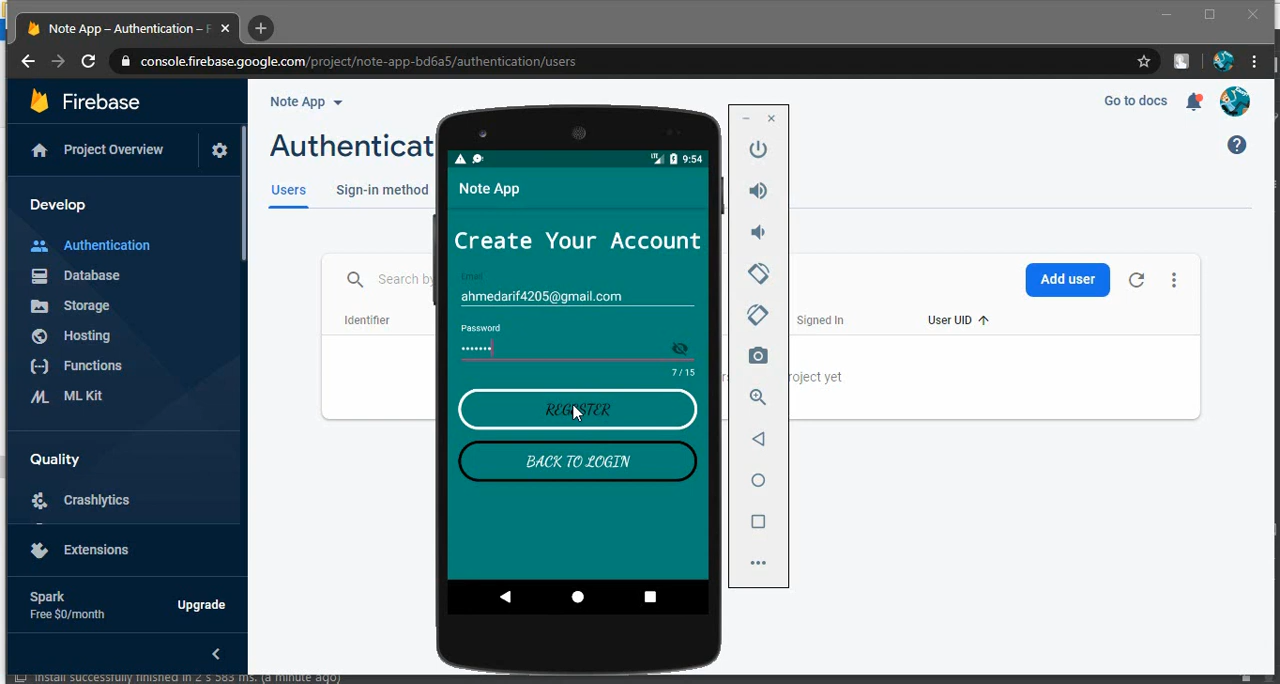 Note App – Authentication – F
console.firebase.google.com/project/note-app-bd6a5/authentication/users
Firebase
Note App
Go to docs
Project Overview
Authenticat
Users
Sign-in method
Develop
Authentication
Database
Storage
Hosting
Functions
ML Kit
Quality
Crashlytics
Extensions
Spark
Free $0/month
Upgrade
Search by
Add user
Identifier
Signed In
User UID
roject yet
LTE
9:54
Note App
Create Your Account
Email
ahmedarif4205@gmail.com
Password
•••••••
7 / 15
REGISTER
BACK TO LOGIN
Install successfully finished in 2 s 583 ms. (a minute ago)